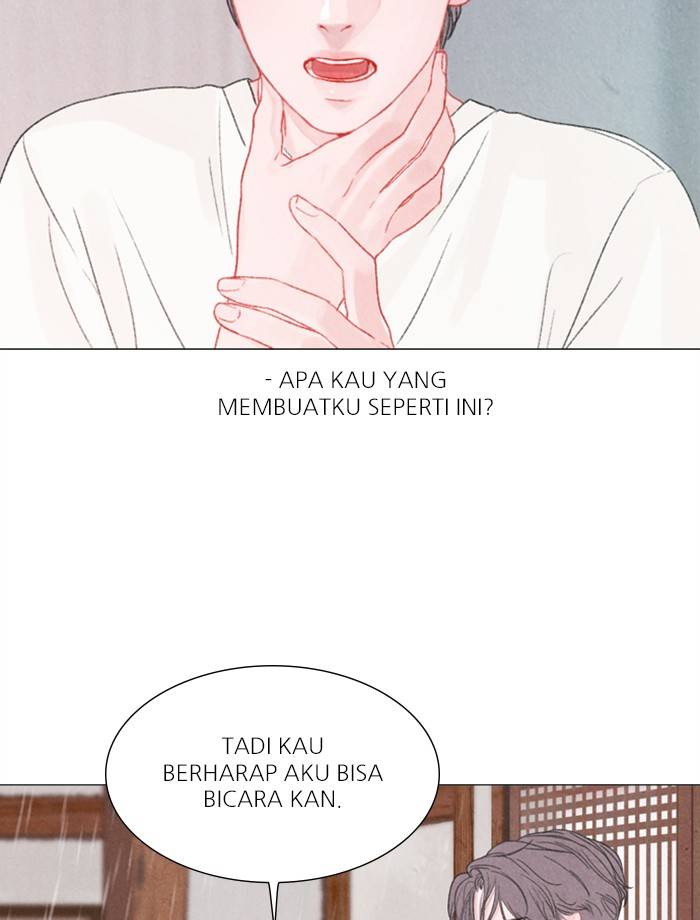 - APA KAU YANG
MEMBUATKU SEPERTI INI?
TADI KAU
BERHARAP AKU BISA
BICARA KAN.